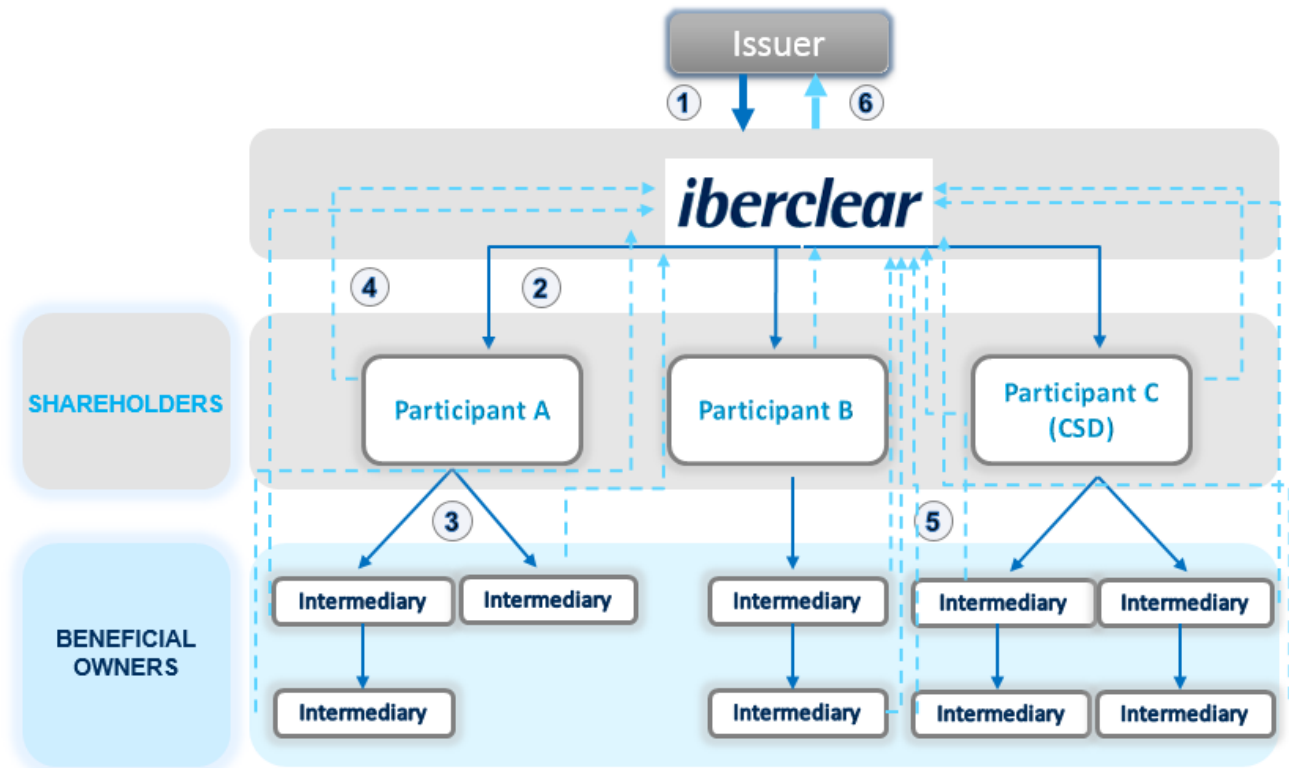 Issuer
1
6
iberclear
4
2
SHAREHOLDERS
Participant A
Participant B
Participant C
(CSD)
3
5
BENEFICIAL
OWNERS
Intermediary
Intermediary
Intermediary
Intermediary
Intermediary
Intermediary
Intermediary
Intermediary
Intermediary